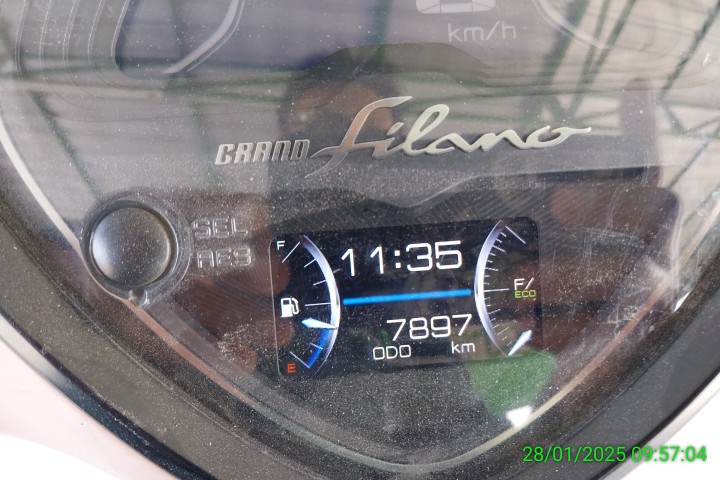 km/h
GRAND Filano
SEL
RES
F
11:35
F/
ECO
7897
E
ODO km
28/01/2025 09:57:04